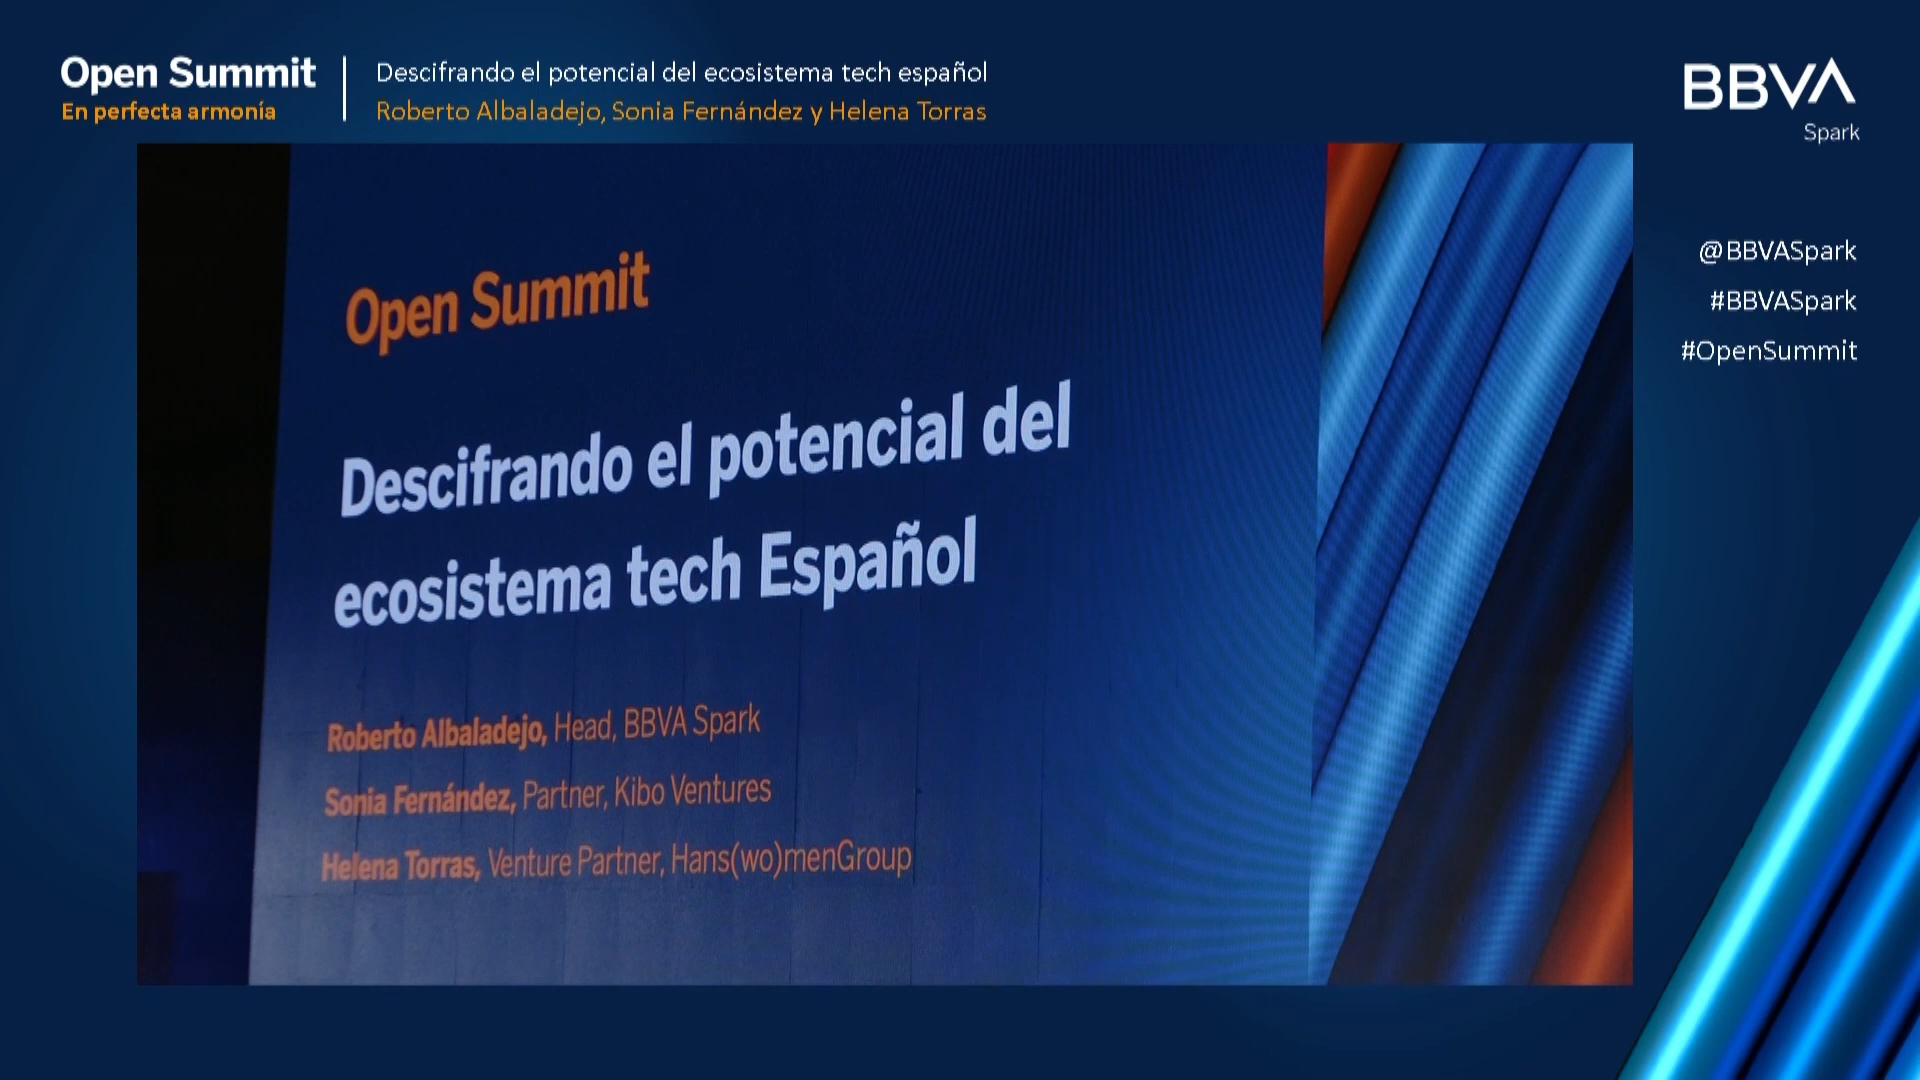 Open Summit
En perfecta armonía
Descifrando el potencial del ecosistema tech español
Roberto Albaladejo, Sonia Fernández y Helena Torras
BBVA
Spark
@BBVASpark
#BBVASpark
#OpenSummit
Open Summit
Descifrando el potencial del
ecosistema tech Español
Roberto Albaladejo, Head, BBVA Spark
Sonia Fernández, Partner, Kibo Ventures
Helena Torras, Venture Partner, Hans(wo)menGroup